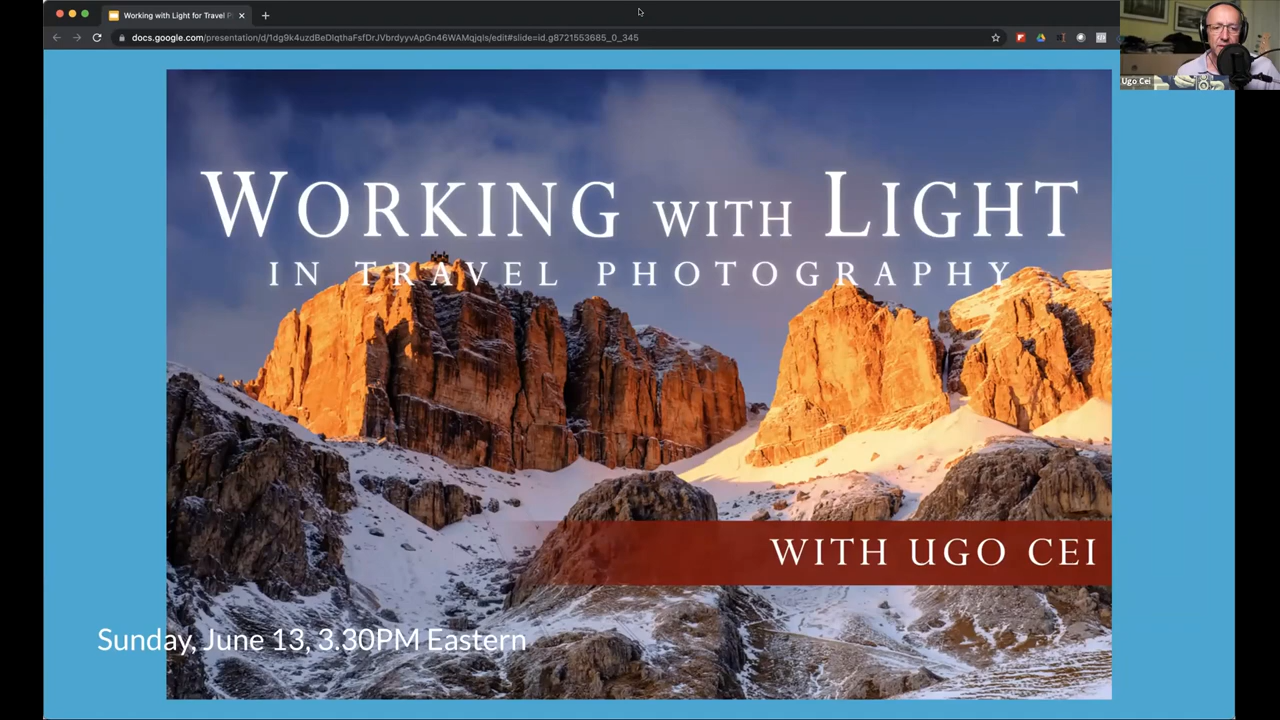 Working with Light for Travel P
docs.google.com/presentation/d/1dg9k4uzdBeDlqthaFsfDrJVbrdyyvApGn46WAMqjqIs/edit#slide=id.g8721553685_0_345
Ugo Cei
WORKING WITH LIGHT
IN TRAVEL PHOTOGRAPHY
WITH UGO CEI
Sunday, June 13, 3.30PM Eastern